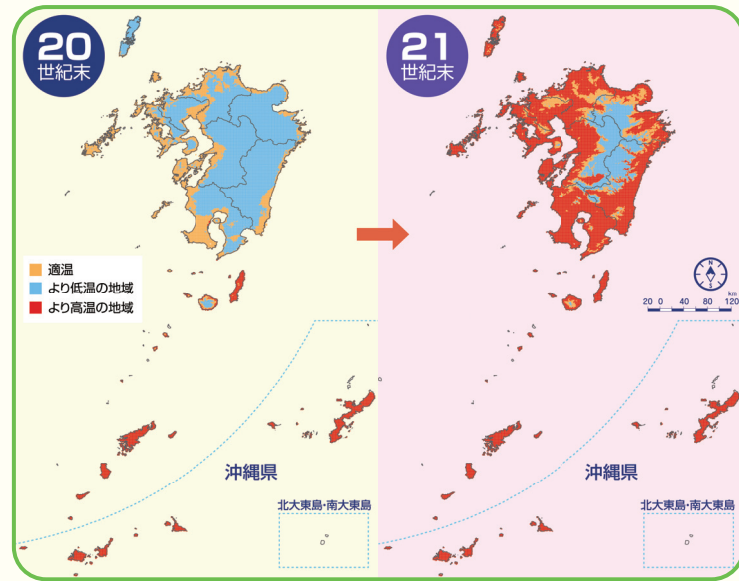 20
世紀末
21
世紀末
適温
より低温の地域
より高温の地域
N
S
km
20 0 40 80 120
沖縄県
沖縄県
北大東島・南大東島
北大東島・南大東島